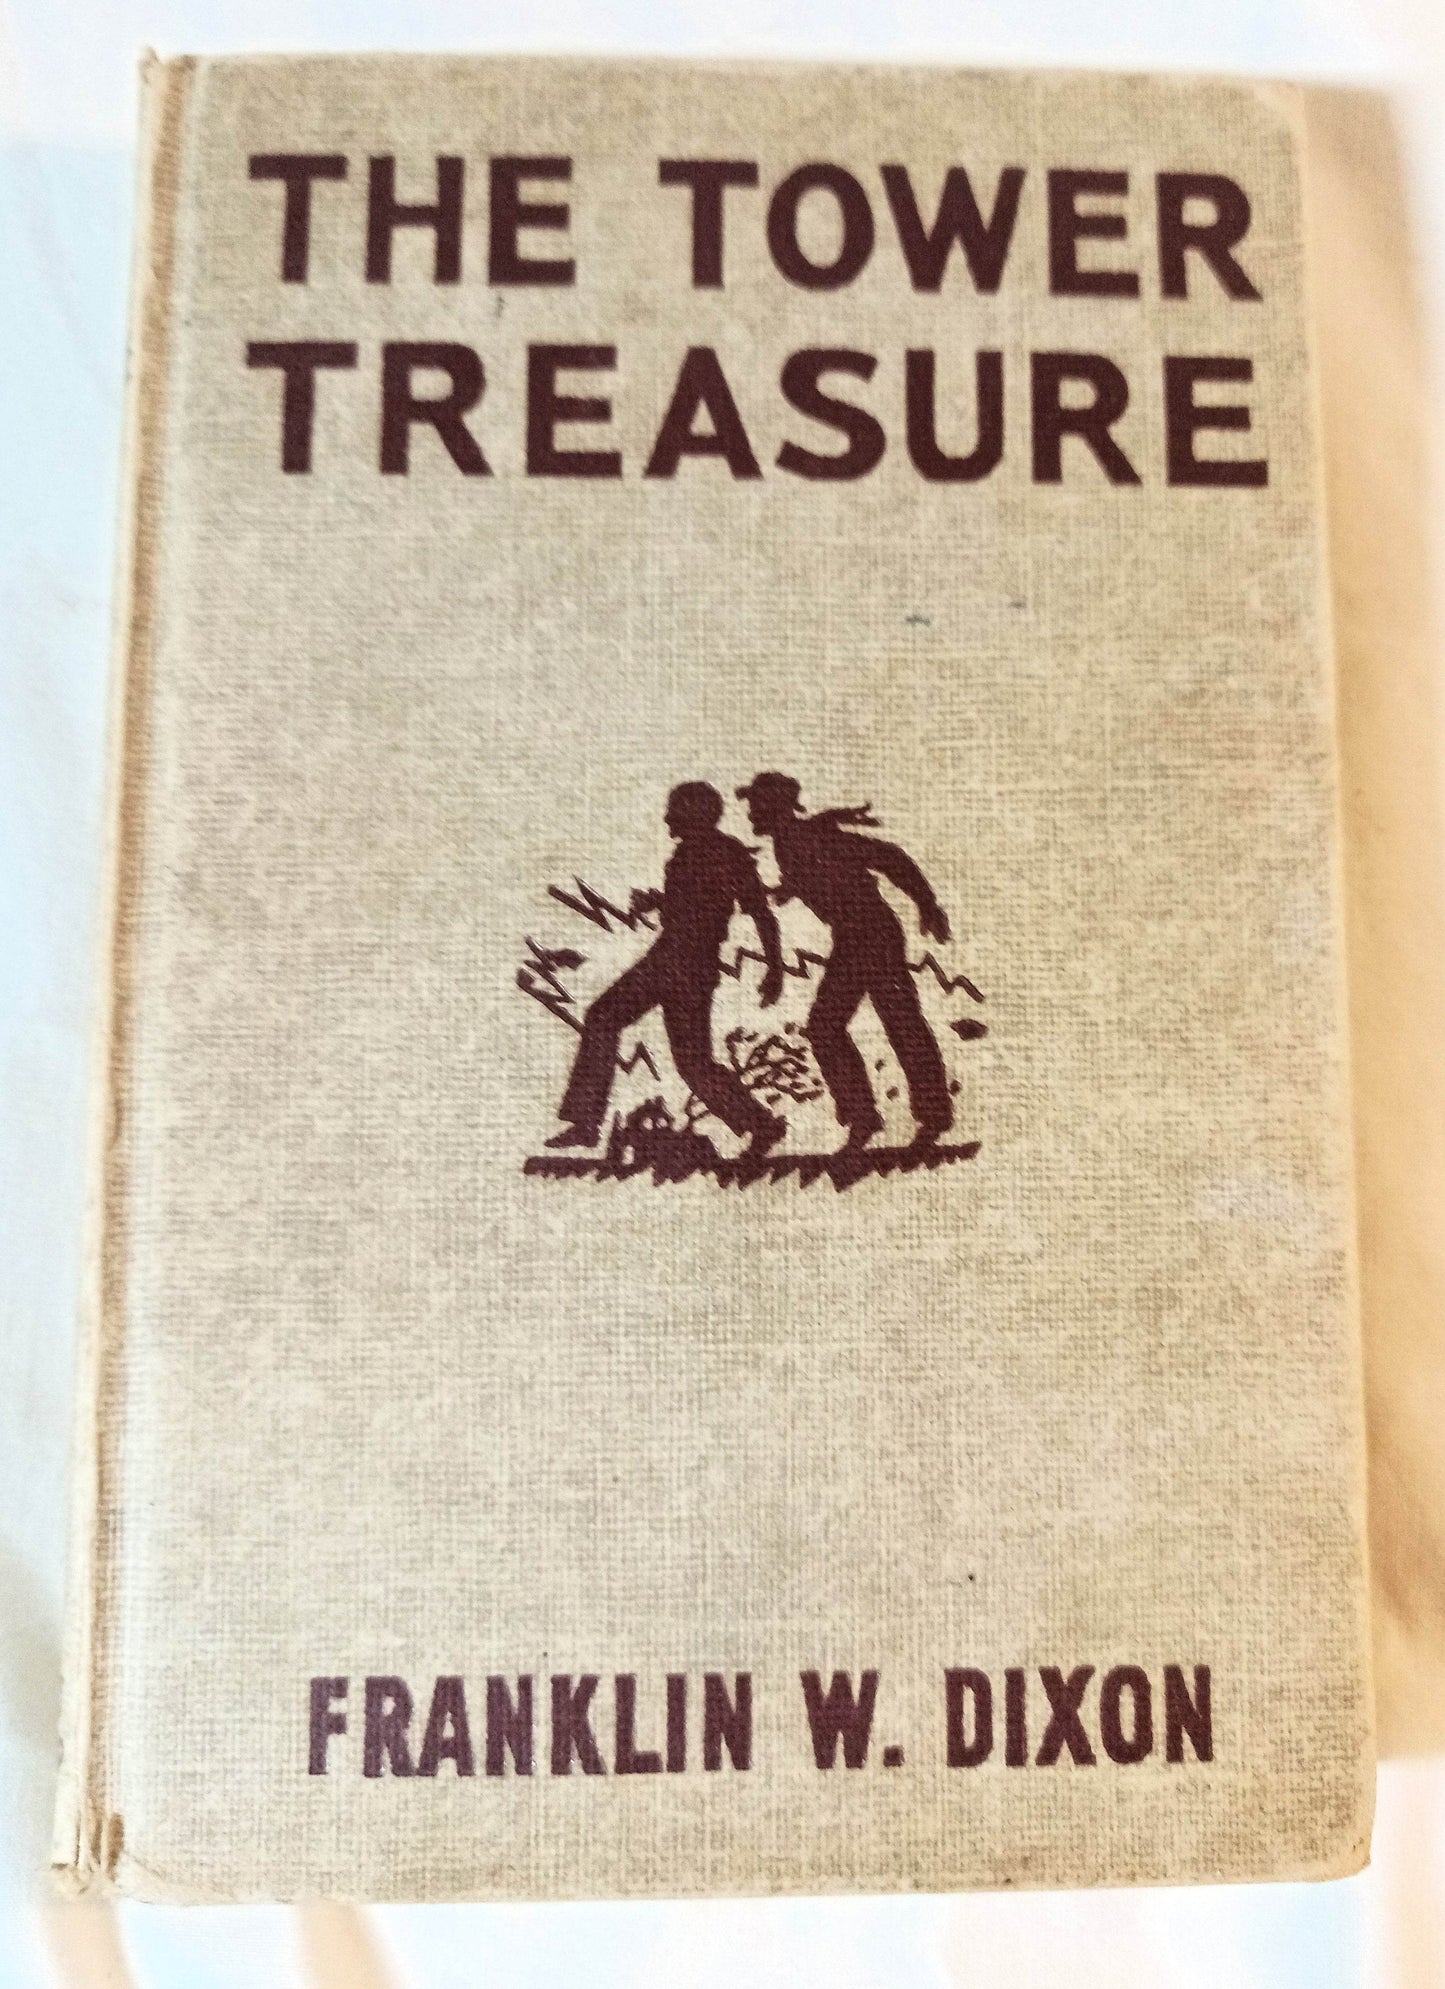 THE TOWER
TREASURE
FRANKLIN W. DIXON